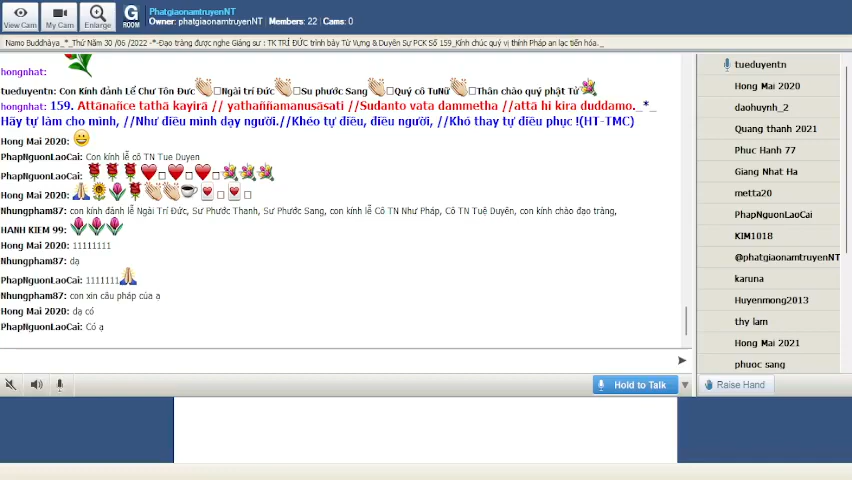 PhatgiaonamtruyenNT
Owner: phatgiaonamtruyenNT Members: 22 Cams: 0
View Cam
My Cam
Enlarge
G ROOM
Namo Buddhàya_*_Thứ Năm 30 /06 /2022 -*-Đạo tràng được nghe Giảng sư : TK TRÍ ĐỨC trình bày Từ Vựng & Duyên Sự PCK Số 159_Kính chúc quý vị thính Pháp an lạc tiến hóa._
hongnhat:
tueduyentn: Con Kính đảnh Lễ Chư Tôn Đưc Ngài trí Đức Su phước Sang Quý cô TuNữ Thân chào quý phật Tử
hongnhat: 159. Attānañce tathā kayirā // yathaññamanusāsati //Sudanto vata dammetha //attā hi kira duddamo._*_
Hãy tự làm cho mình, //Như điều mình dạy người.//Khéo tự điều, điều người, //Khó thay tự điều phục !(HT-TMC)
Hong Mai 2020:
PhapNguonLaoCai: Con kính lễ cô TN Tue Duyen
PhapNguonLaoCai:
Hong Mai 2020:
Nhungpham87: con kính đảnh lễ Ngài Trí Đức, Sư Phước Thanh, Sư Phước Sang, con kính lễ Cô TN Như Pháp, Cô TN Tuệ Duyên, con kính chào đạo tràng,
HANH KIEM 99:
Hong Mai 2020: 11111111
Nhungpham87: dạ
PhapNguonLaoCai: 1111111
Nhungpham87: con xin câu pháp cú ạ
Hong Mai 2020: dạ có
PhapNguonLaoCai: Có ạ
Hold to Talk
tueduyentn
Hong Mai 2020
daohuynh_2
Quang thanh 2021
Phuc Hanh 77
Giang Nhat Ha
metta20
PhapNguonLaoCai
KIM1018
@phatgiaonamtruyenNT
karuna
Huyenmong2013
thy lam
Hong Mai 2021
phuoc sang
Raise Hand